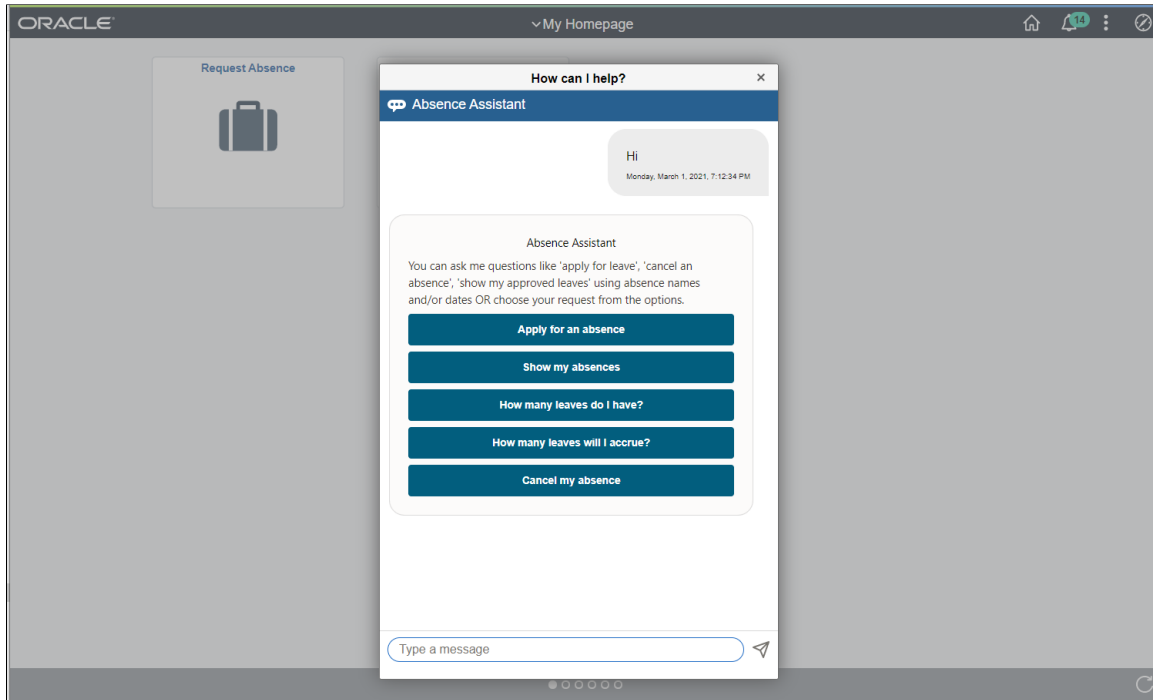 ORACLE
My Homepage
14
Request Absence
How can I help?
Absence Assistant
Hi
Monday, March 1, 2021, 7:12:34 PM
Absence Assistant
You can ask me questions like 'apply for leave', 'cancel an
absence', 'show my approved leaves' using absence names
and/or dates OR choose your request from the options.
Apply for an absence
Show my absences
How many leaves do I have?
How many leaves will I accrue?
Cancel my absence
Type a message